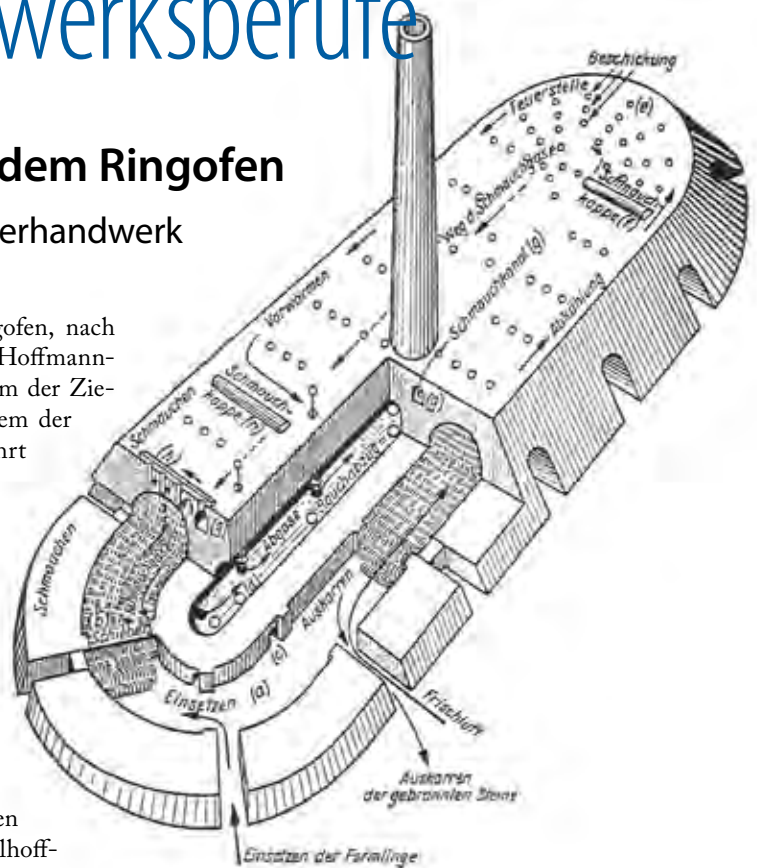 werksberufe
dem Ringofen
erhandwerk
gofen, nach
Hoffmann-
m der Zie-
em der
hrt
en
lhoff-
Beschickung
Feuerstelle
(e)
Weg d. Schmauchgase
Schmauch-
kappe (f)
Schmauchkanal (g)
Abkühlung
Vorwärmen
Schmauch-
kappe (h)
Schmauchen
(g)
Rauchabzüge
Abgase
Schmauchen
Auskarren
(c)
Einsetzen (a)
Frischluft
Auskarren
der gebrannten Steine
Einsetzen der Formlinge